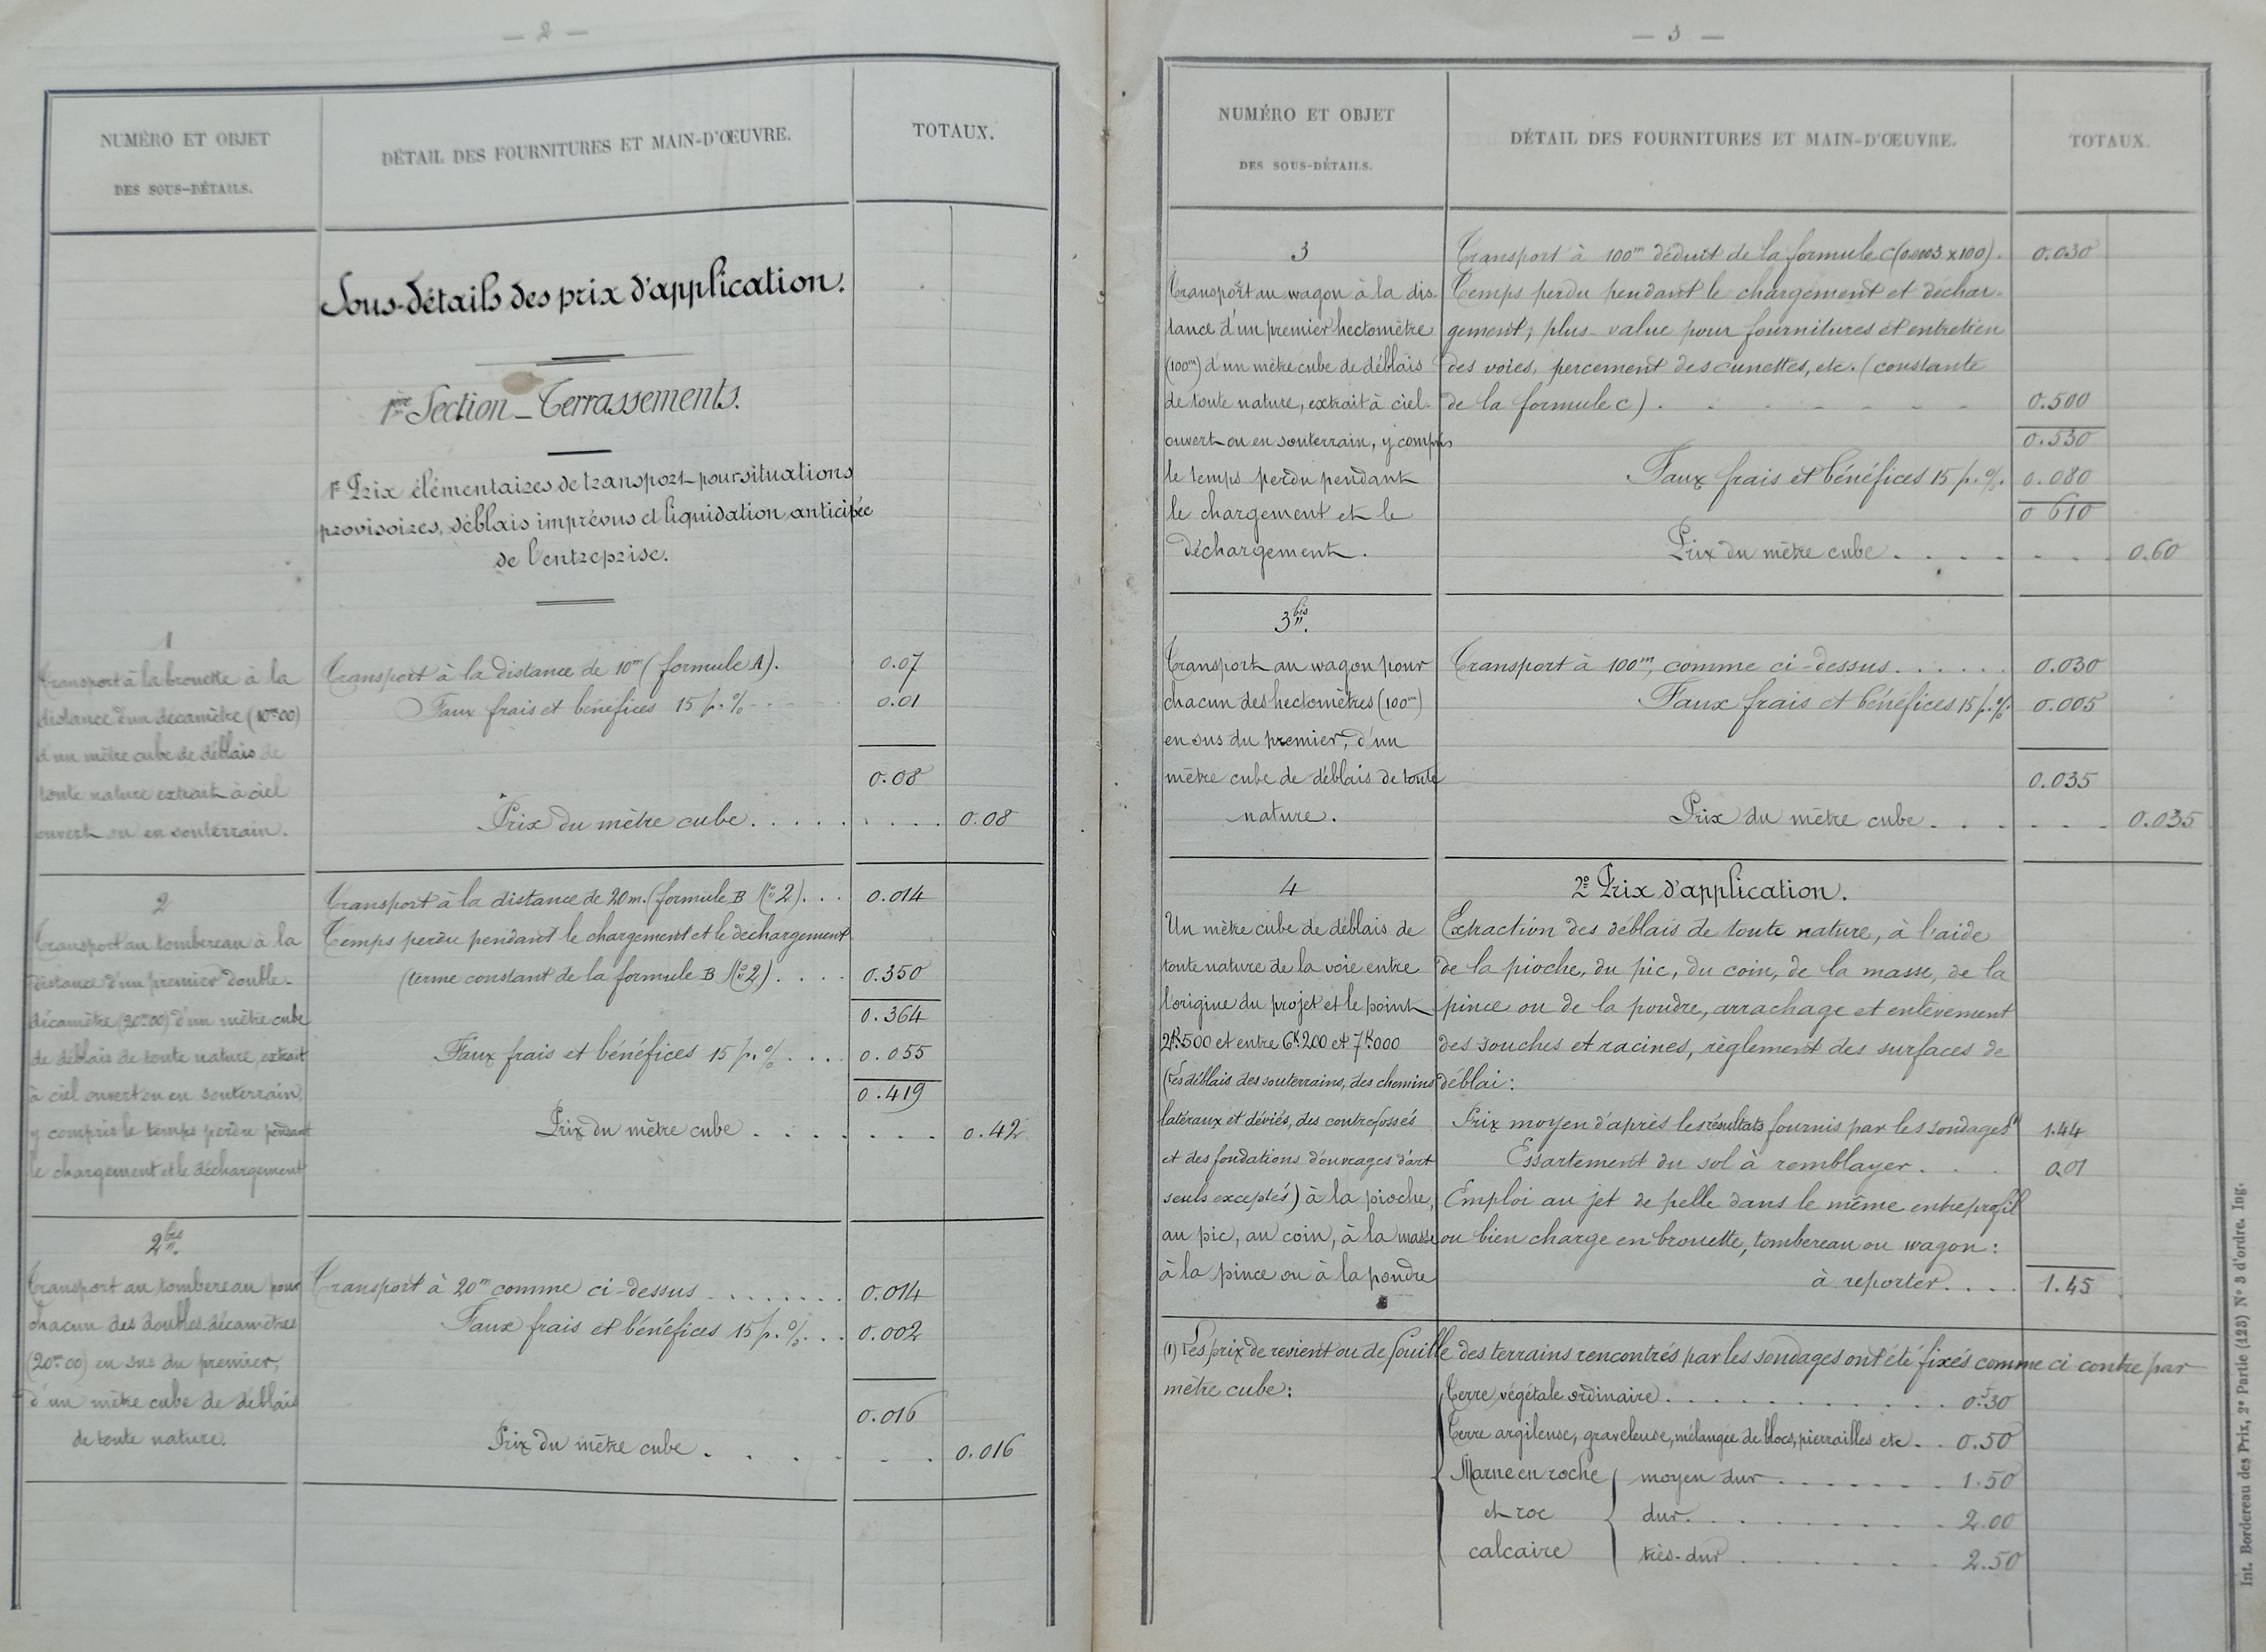 — 2 —
NUMÉRO ET OBJET
DES SOUS-DÉTAILS.
DÉTAIL DES FOURNITURES ET MAIN-D'ŒUVRE.
TOTAUX.
Sous-détails des prix d'application.
1ère Section _ Terrassements.
1° Prix élémentaires de transport pour situations
provisoires, déblais imprévus et liquidation anticipée
de l'entreprise.
1
Transport à la brouette à la
distance d'un décamètre (10m00)
d'un mètre cube de déblais de
toute nature extrait à ciel
ouvert ou en souterrain.
Transport à la distance de 10m (formule A). 0.07
Faux frais et bénéfices 15 p. % 0.01
0.08
Prix du mètre cube. . . . . . . . . 0.08
2
Transport au tombereau à la
distance d'un premier double-
décamètre (20m00) d'un mètre cube
de déblais de toute nature, extrait
à ciel ouvert ou en souterrain,
y compris le temps perdu pendant
le chargement et le déchargement
Transport à la distance de 20m. (formule B N°2) . . . 0.014
Temps perdu pendant le chargement et le déchargement
(terme constant de la formule B N°2) . . . . 0.350
0.364
Faux frais et bénéfices 15 p. % . . . . 0.055
0.419
Prix du mètre cube . . . . . . . . 0.42
2bis.
Transport au tombereau pour
chacun des doubles-décamètres
(20m00) en sus du premier,
d'un mètre cube de déblais
de toute nature.
Transport à 20m comme ci-dessus . . . . . . . . 0.014
Faux frais et bénéfices 15 p. % . . . 0.002
0.016
Prix du mètre cube . . . . . . 0.016
— 3 —
NUMÉRO ET OBJET
DES SOUS-DÉTAILS.
DÉTAIL DES FOURNITURES ET MAIN-D'ŒUVRE.
TOTAUX.
3
Transport au wagon à la dis-
tance d'un premier hectomètre
(100m) d'un mètre cube de déblais
de toute nature, extrait à ciel-
ouvert ou en souterrain, y compris
le temps perdu pendant
le chargement et le
déchargement.
Transport à 100m déduit de la formule C (0.0003 x 100) . 0.030
Temps perdu pendant le chargement et déchar-
gement; plus-value pour fournitures et entretien
des voies, percement des cunettes, etc. (constante
de la formule C) . . . . . . . . 0.500
0.530
Faux frais et bénéfices 15 p. %. 0.080
0 610
Prix du mètre cube . . . . . . . 0.60
3bis.
Transport au wagon pour
chacun des hectomètres (100m)
en sus du premier, d'un
mètre cube de déblais de toute
nature.
Transport à 100m, comme ci-dessus . . . . . . 0.030
Faux frais et bénéfices 15 p. % 0.005
0.035
Prix du mètre cube . . . . . . . 0.035
4
Un mètre cube de déblais de
toute nature de la voie entre
l'origine du projet et le point
2K500 et entre 6K200 et 7K000
(Les déblais des souterrains, des chemins
latéraux et déviés, des contrefossés
et des fondations d'ouvrages d'art
seuls exceptés) à la pioche,
au pic, au coin, à la masse
à la pince ou à la poudre
2° Prix d'application.
Extraction des déblais de toute nature, à l'aide
de la pioche, du pic, du coin, de la masse, de la
pince ou de la poudre, arrachage et enlèvement
des souches et racines, règlement des surfaces de
déblai:
Prix moyen d'après les résultats fournis par les sondages (1) 1.44
Essartement du sol à remblayer . . . 0.01
Emploi au jet de pelle dans le même entreprofil
ou bien charge en brouette, tombereau ou wagon:
à reporter . . . . 1.45
(1) Les prix de revient ou de fouille des terrains rencontrés par les sondages ont été fixés comme ci contre par
mètre cube:
Terre végétale ordinaire . . . . . . . . . . . . 0f30
Terre argileuse, graveleuse, mélangée de blocs, pierrailles etc . . 0.50
Marne en roche moyen dur . . . . . . . . 1.50
et roc dur . . . . . . . . . 2.00
calcaire très-dur . . . . . . . 2.50
Int. Bordereau des Prix, 2e Partie (123) N° 3 d'ordre. Ing.